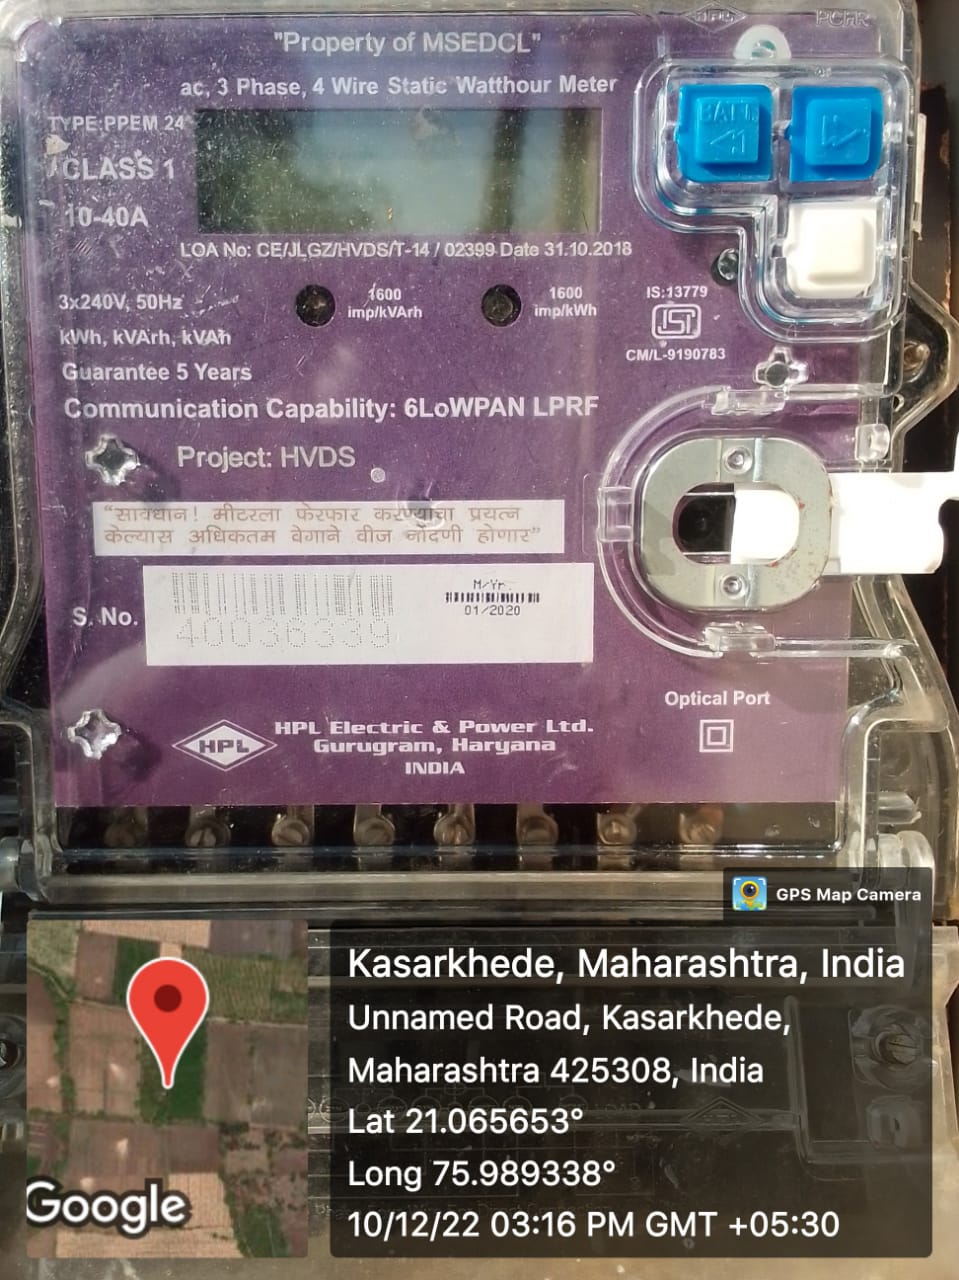 HPL
"Property of MSEDCL"
ac, 3 Phase, 4 Wire Static Watthour Meter
TYPE:PPEM 24
CLASS 1
10-40A
BATT.
LOA No: CE/JLGZ/HVDS/T-14 / 02399 Date 31.10.2018
3x240V, 50Hz
1600
imp/kVArh
1600
imp/kWh
IS:13779
ISI
CM/L-9190783
kWh, kVArh, kVAh
Guarantee 5 Years
Communication Capability: 6LoWPAN LPRF
Project: HVDS
"सावधान! मीटरला फेरफार करण्याचा प्रयत्न
केल्यास अधिकतम वेगाने वीज नोंदणी होणार"
M/Yr.
01/2020
S. No.
40036339
Optical Port
HPL
HPL Electric & Power Ltd.
Gurugram, Haryana
INDIA
GPS Map Camera
Kasarkhede, Maharashtra, India
Unnamed Road, Kasarkhede,
Maharashtra 425308, India
Lat 21.065653°
Long 75.989338°
10/12/22 03:16 PM GMT +05:30
Google